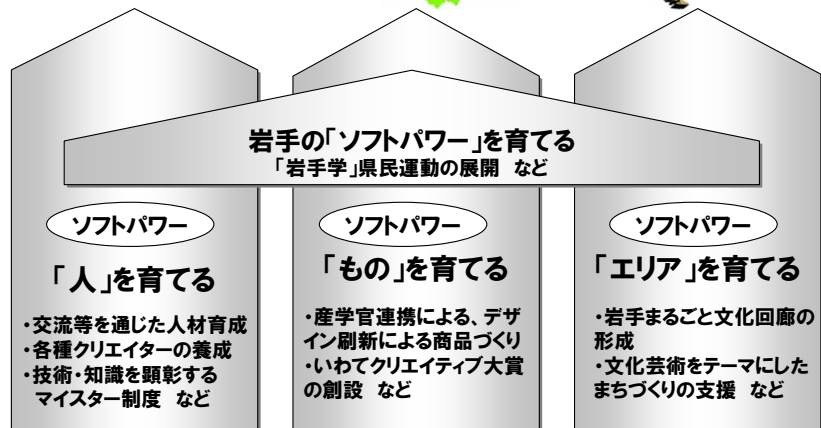 岩手の「ソフトパワー」を育てる
「岩手学」県民運動の展開 など
ソフトパワー
「人」を育てる
・交流等を通じた人材育成
・各種クリエイターの養成
・技術・知識を顕彰する
マイスター制度 など
ソフトパワー
「もの」を育てる
・産学官連携による、デザ
イン刷新による商品づくり
・いわてクリエイティブ大賞
の創設 など
ソフトパワー
「エリア」を育てる
・岩手まるごと文化回廊の
形成
・文化芸術をテーマにした
まちづくりの支援 など